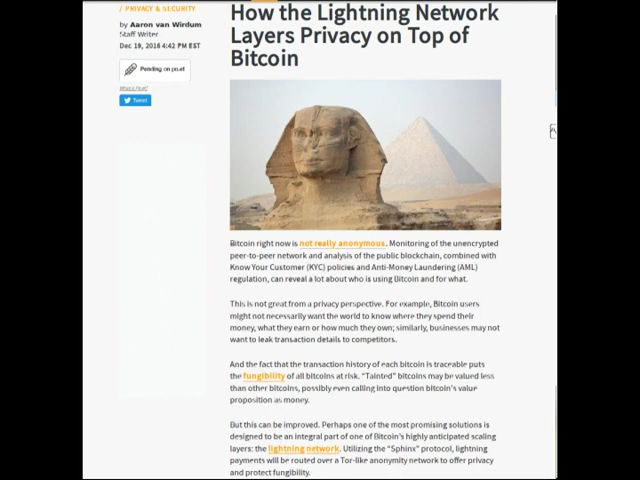 / PRIVACY & SECURITY
by Aaron van Wirdum
Staff Writer
Dec 19, 2016 4:42 PM EST
Tweet
How the Lightning Network
Layers Privacy on Top of
Bitcoin
Bitcoin right now is not really anonymous. Monitoring of the unencrypted
peer-to-peer network and analysis of the public blockchain, combined with
Know Your Customer (KYC) policies and Anti-Money Laundering (AML)
regulation, can reveal a lot about who is using Bitcoin and for what.
This is not great from a privacy perspective. For example, Bitcoin users
might not necessarily want the world to know where they spend their
money, what they earn or how much they own; similarly, businesses may not
want to leak transaction details to competitors.
And the fact that the transaction history of each bitcoin is traceable puts
the fungibility of all bitcoins at risk. “Tainted” bitcoins may be valued less
than other bitcoins, possibly even calling into question bitcoin’s value
proposition as money.
But this can be improved. Perhaps one of the most promising solutions is
designed to be an integral part of one of Bitcoin’s highly anticipated scaling
layers: the lightning network. Utilizing the “Sphinx” protocol, lightning
payments will be routed over a Tor-like anonymity network to offer privacy
and protect fungibility.